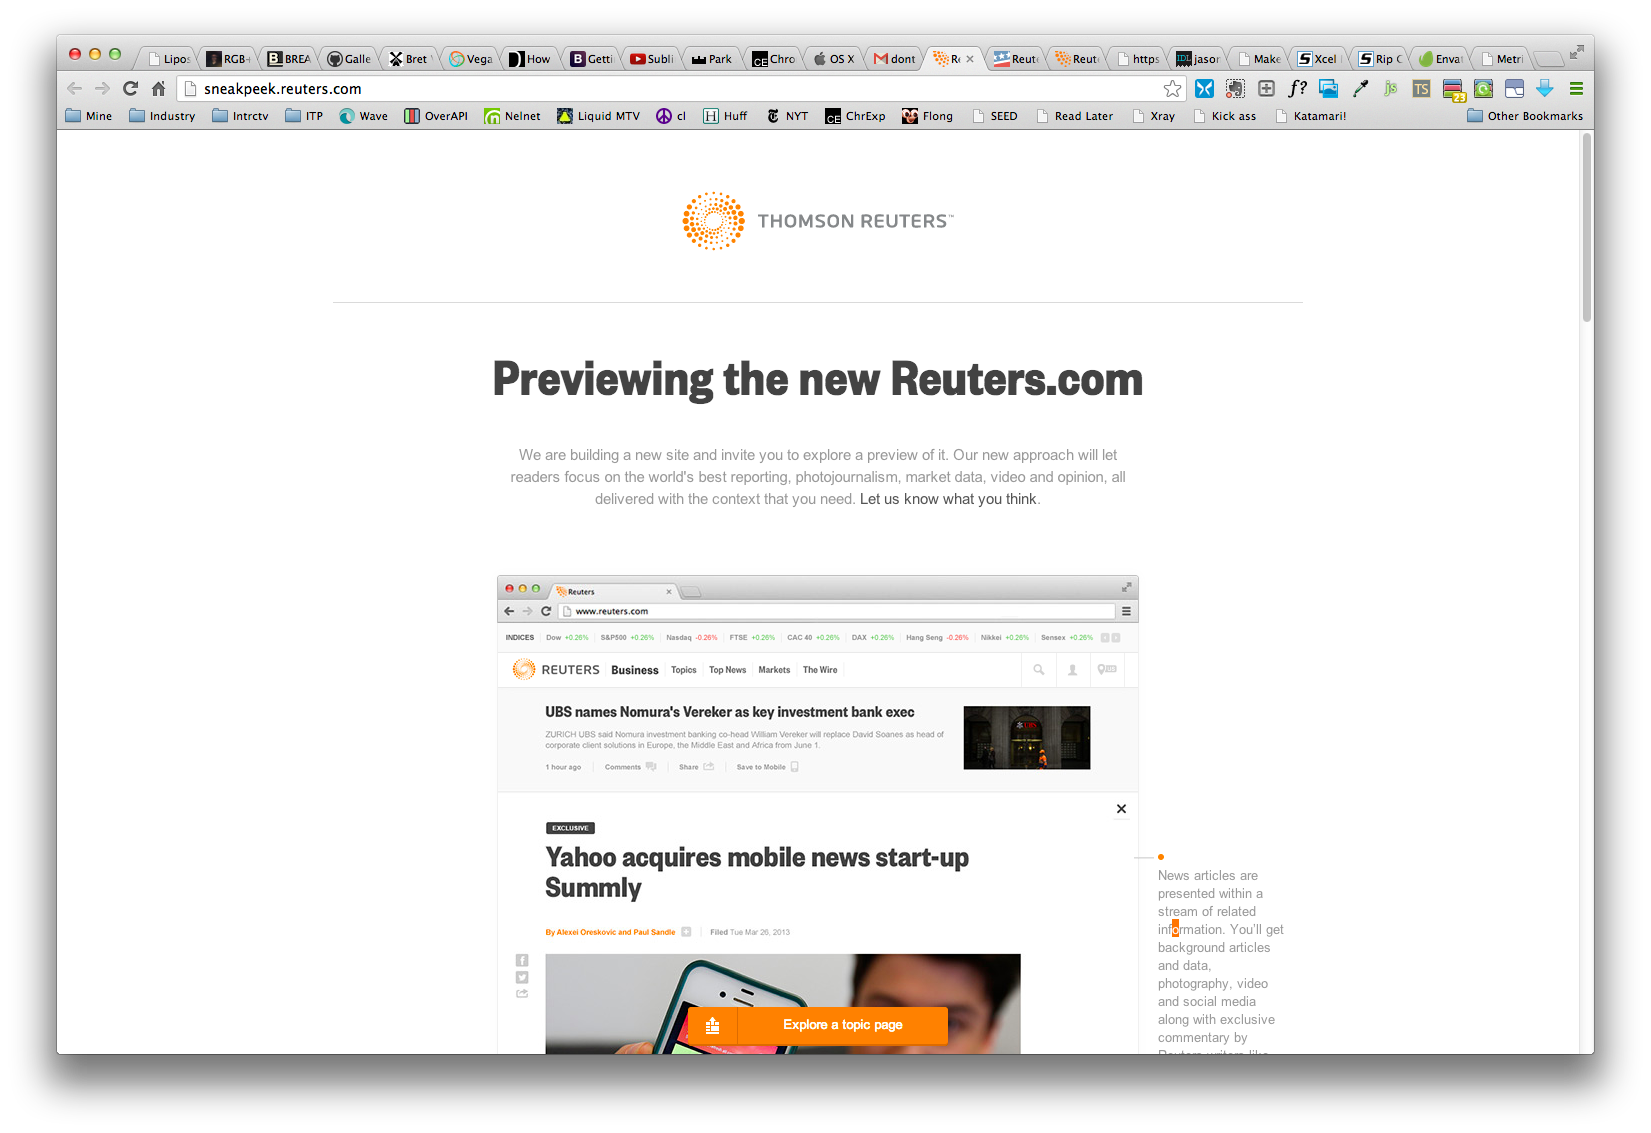 Lipos RGB- BREA Galle Bret Vega How Getti Subli Park Chro OS X dont Re Reute Reute https jason Make Xcel Rip C Envat Metri
sneakpeek.reuters.com
f? js TS 23
Mine Industry Intrctv ITP Wave OverAPI Nelnet Liquid MTV cl Huff NYT ChrExp Flong SEED Read Later Xray Kick ass Katamari! Other Bookmarks
THOMSON REUTERS™
Previewing the new Reuters.com
We are building a new site and invite you to explore a preview of it. Our new approach will let
readers focus on the world's best reporting, photojournalism, market data, video and opinion, all
delivered with the context that you need. Let us know what you think.
Reuters
www.reuters.com
INDICES Dow +0.26% S&P500 +0.26% Nasdaq -0.26% FTSE +0.26% CAC 40 +0.26% DAX +0.26% Hang Seng -0.26% Nikkei +0.26% Sensex +0.26%
REUTERS Business Topics Top News Markets The Wire US
UBS names Nomura's Vereker as key investment bank exec
ZURICH UBS said Nomura investment banking co-head William Vereker will replace David Soanes as head of
corporate client solutions in Europe, the Middle East and Africa from June 1.
UBS
1 hour ago Comments Share Save to Mobile
EXCLUSIVE
Yahoo acquires mobile news start-up
Summly
By Alexei Oreskovic and Paul Sandle Filed Tue Mar 26, 2013
Explore a topic page
News articles are
presented within a
stream of related
information. You'll get
background articles
and data,
photography, video
and social media
along with exclusive
commentary by
Reuters writers like